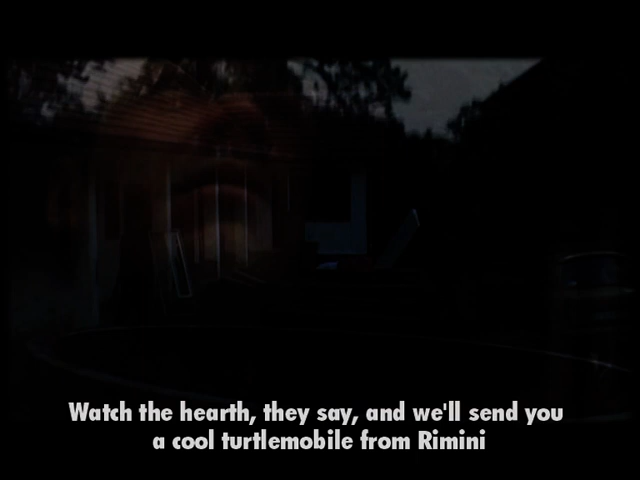 Watch the hearth, they say, and we'll send you
a cool turtlemobile from Rimini